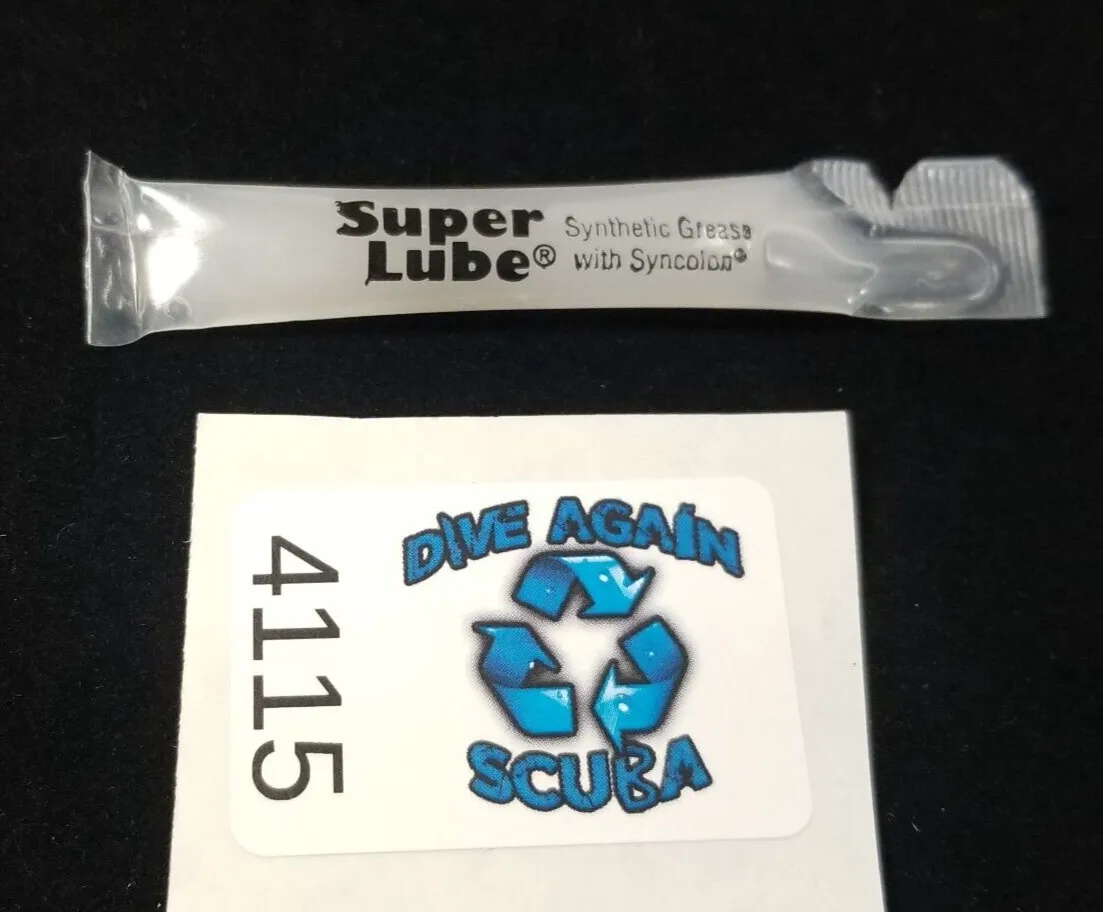 Super Lube®
Synthetic Grease
with Syncolon®
DIVE AGAIN
SCUBA
4115